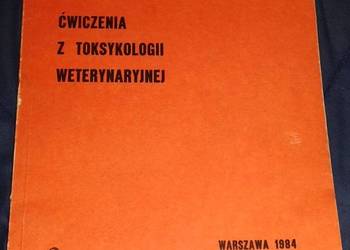 ĆWICZENIA
Z TOKSYKOLOGII
WETERYNARYJNEJ
WARSZAWA 1984